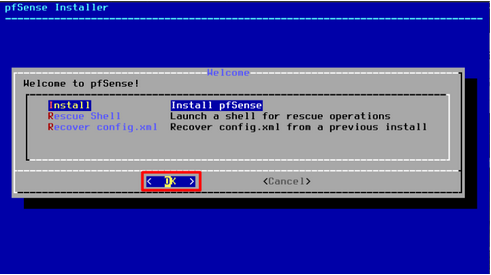 pfSense Installer
Welcome
Welcome to pfSense!
Install Install pfSense
Rescue Shell Launch a shell for rescue operations
Recover config.xml Recover config.xml from a previous install
< OK > <Cancel>